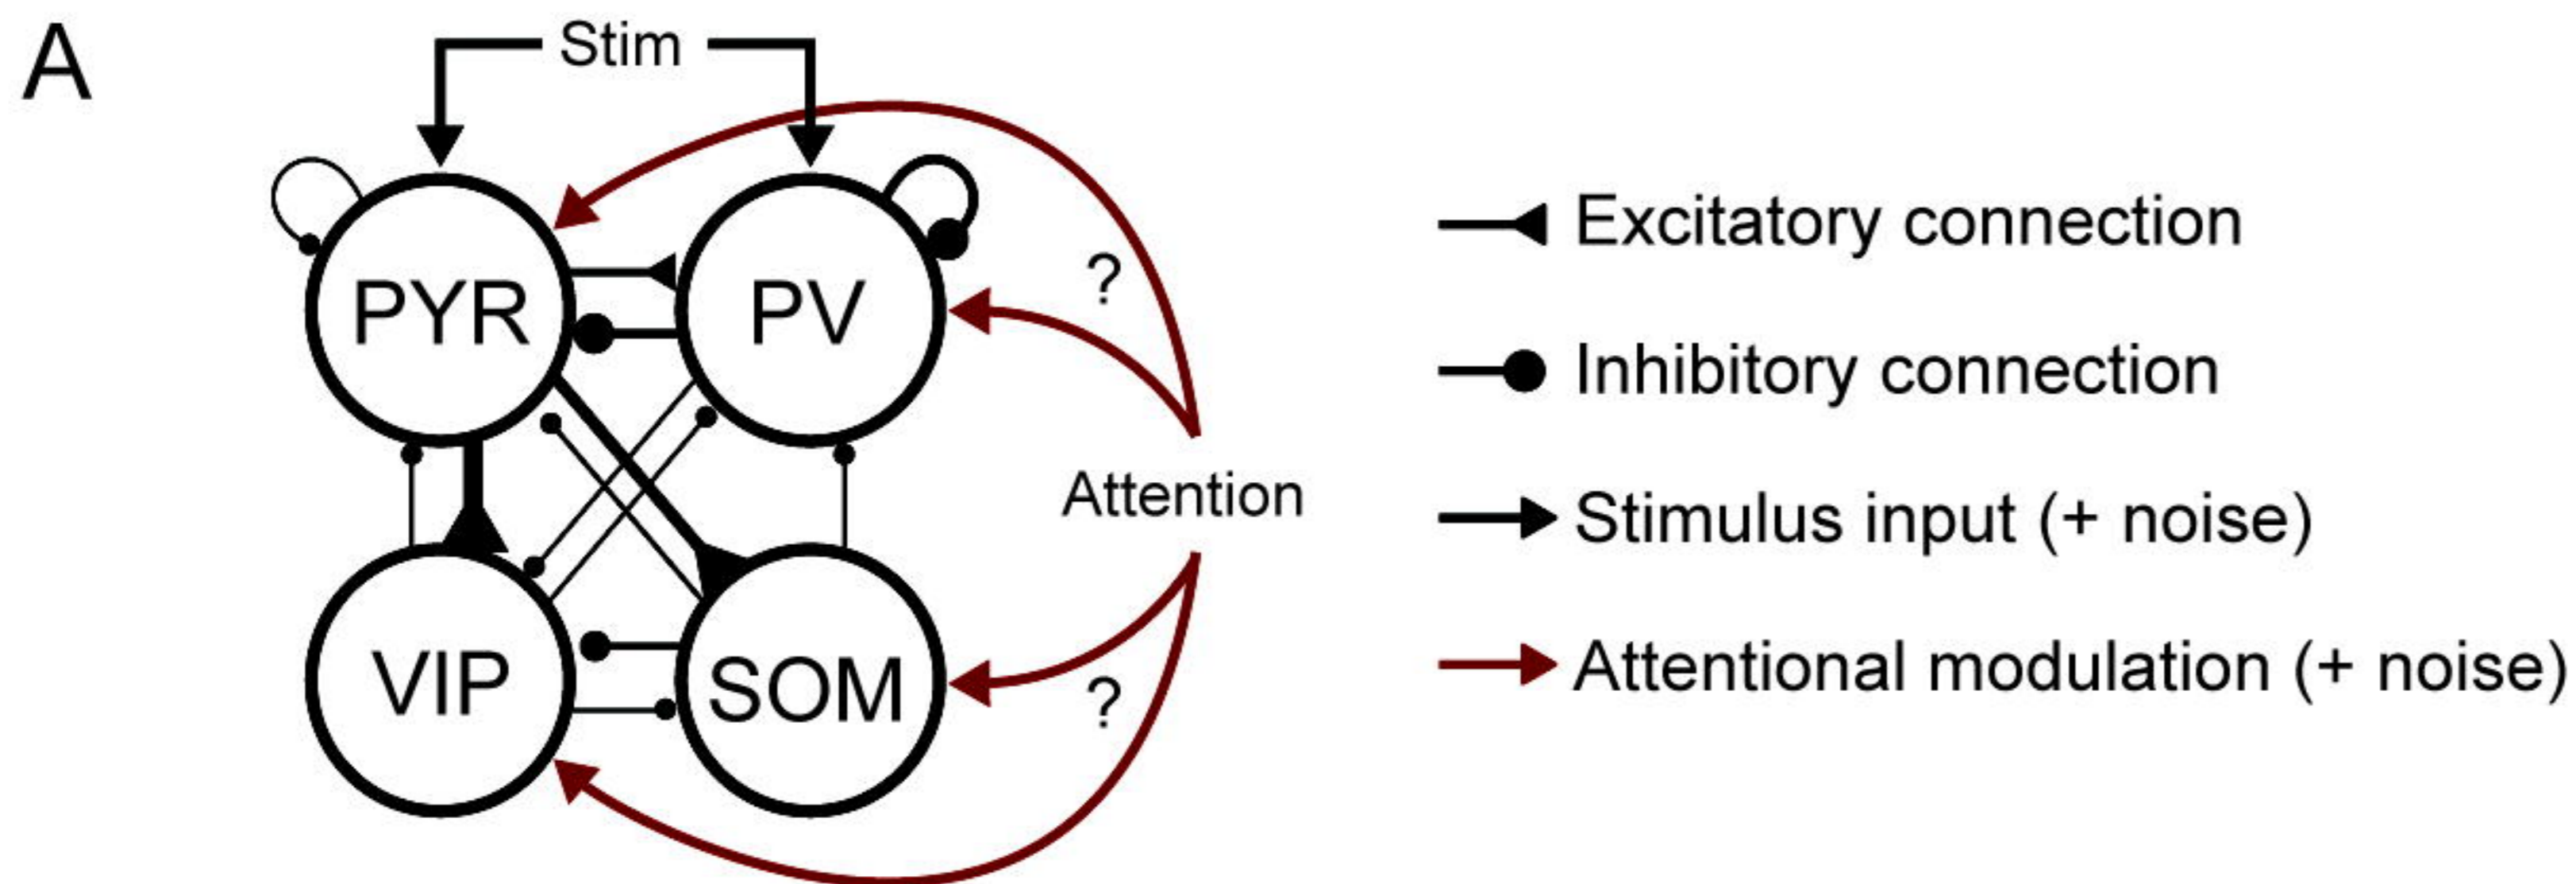 A
Stim
PYR
PV
?
Attention
VIP
SOM
?
Excitatory connection
Inhibitory connection
Stimulus input (+ noise)
Attentional modulation (+ noise)